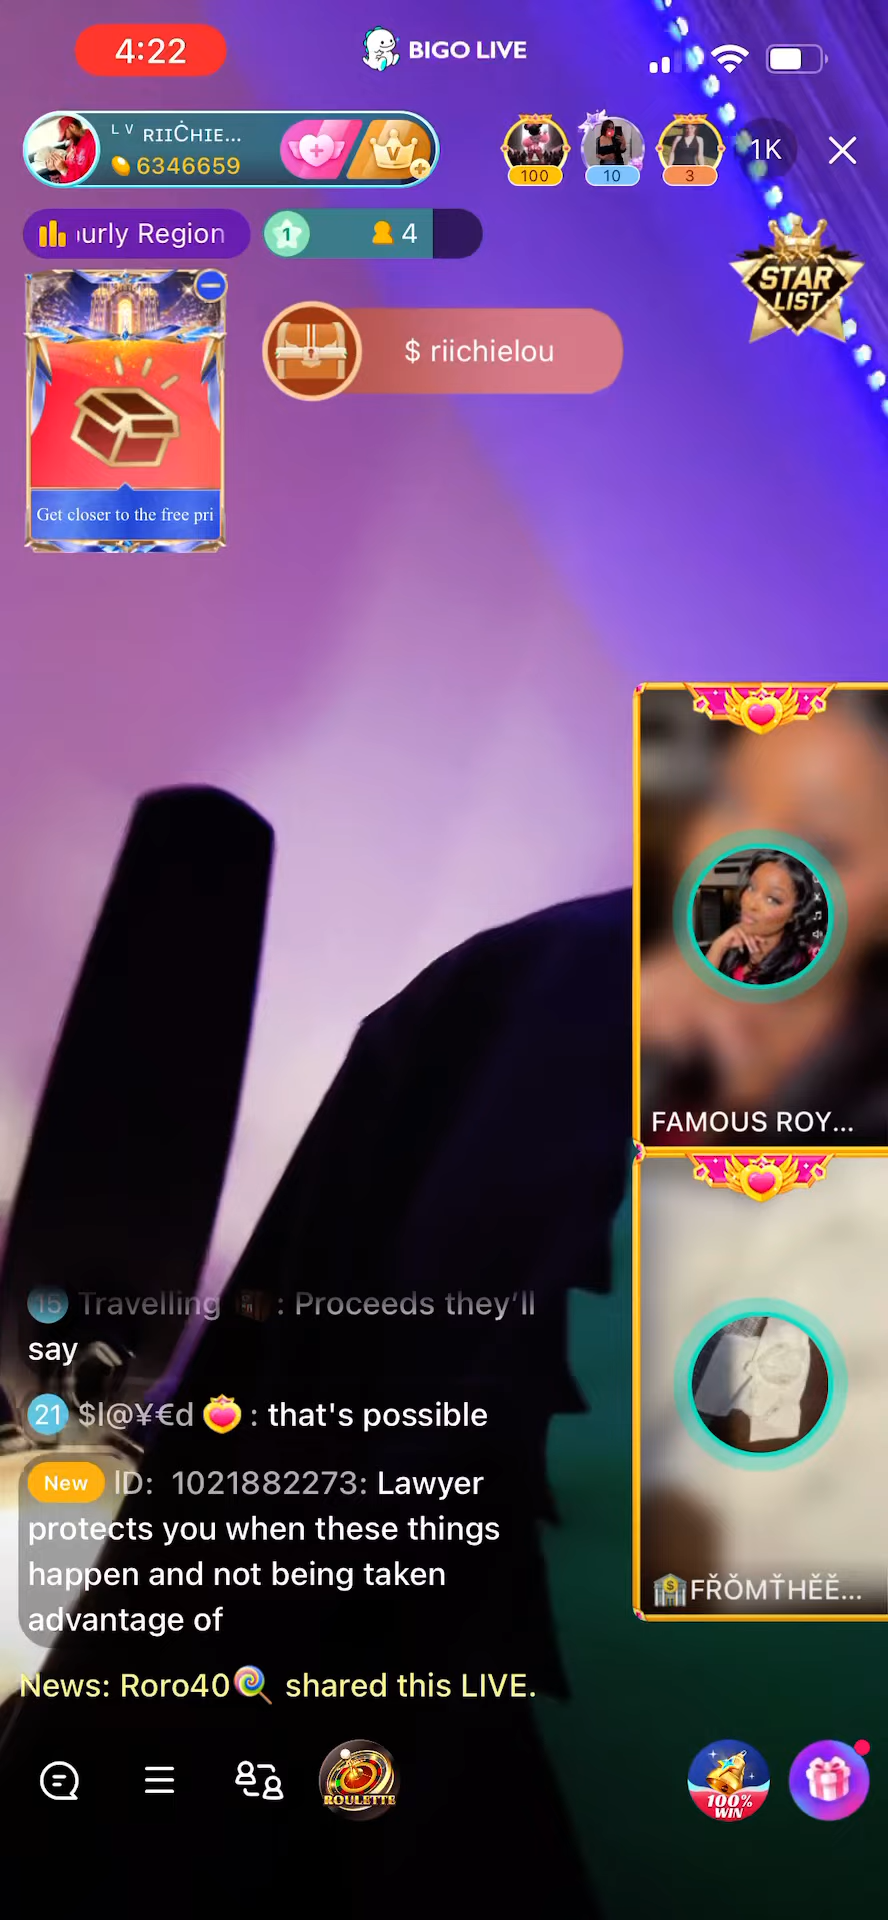 4:22
BIGO LIVE
LV RIIĊHIE...
6346659
100
10
3
1K
urly Region
1
4
STAR
LIST
$ riichielou
Get closer to the free pri
FAMOUS ROY...
15 Travelling : Proceeds they'll
say
21 $l@¥€d : that's possible
New ID: 1021882273: Lawyer
protects you when these things
happen and not being taken
advantage of
FŘǑMŤHĚĚ...
News: Roro40🍭 shared this LIVE.
ROULETTE
100%
WIN